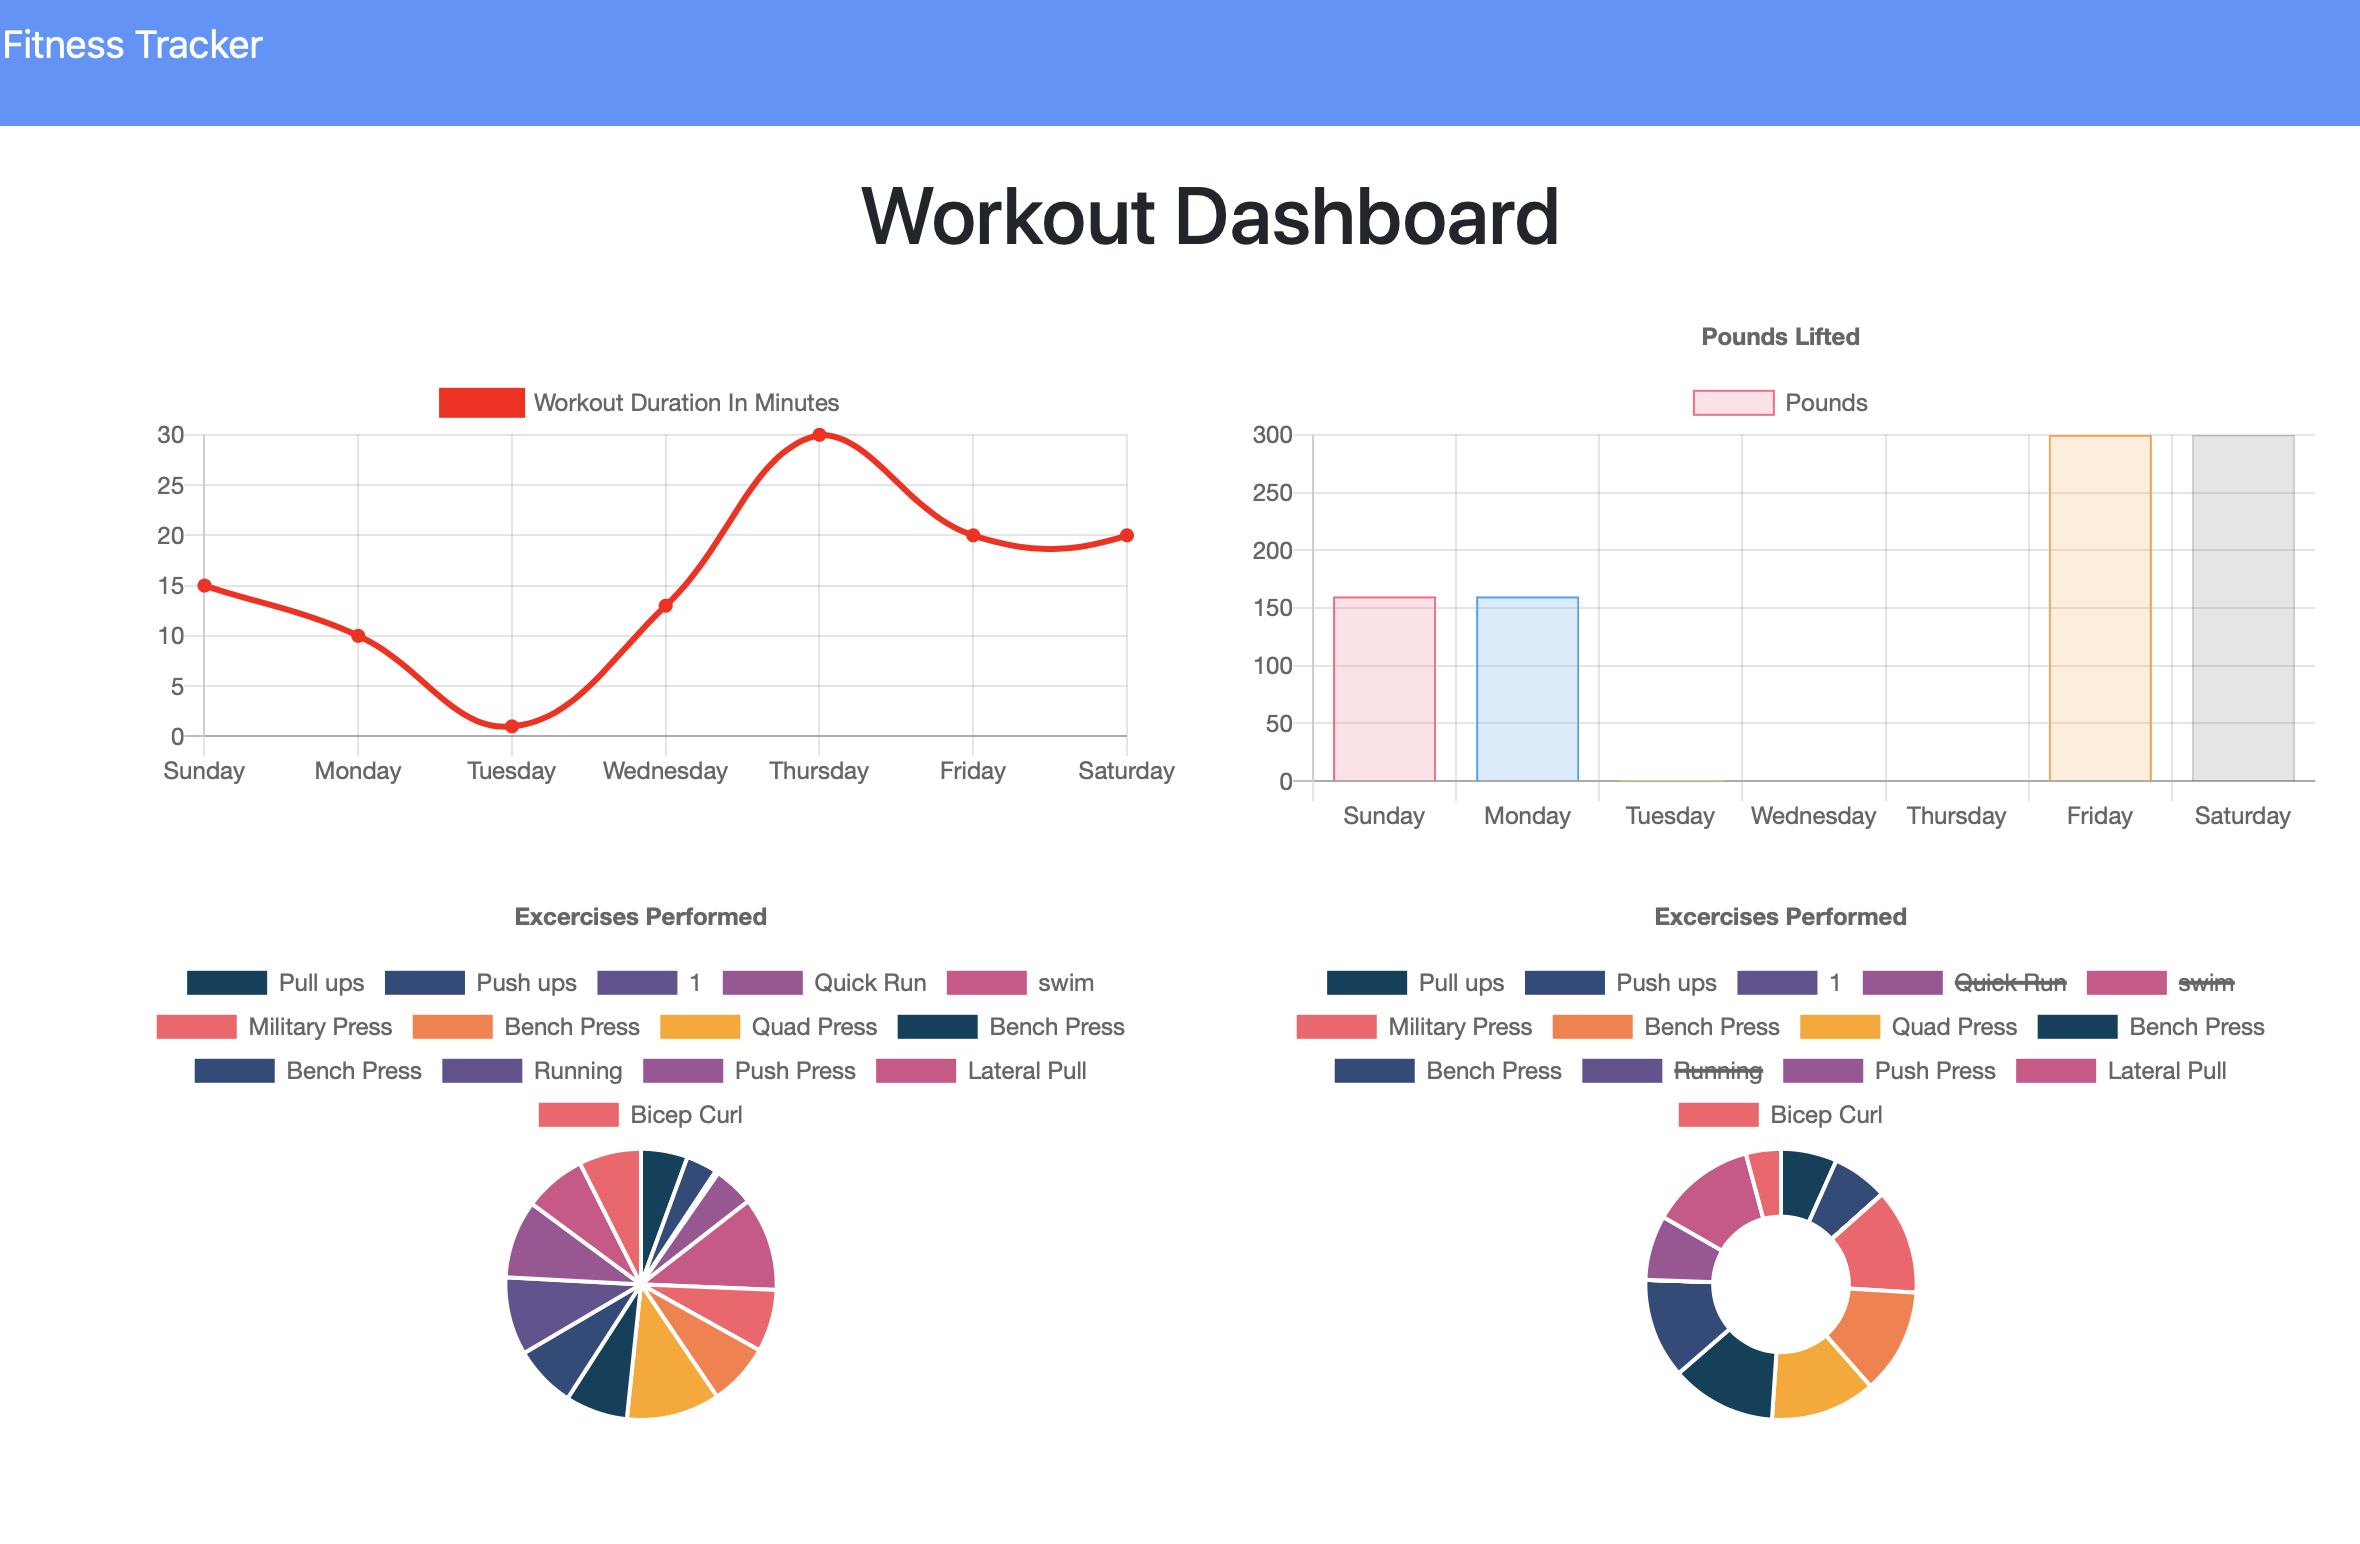 Fitness Tracker
Workout Dashboard
Workout Duration In Minutes
30
25
20
15
10
5
0
Sunday Monday Tuesday Wednesday Thursday Friday Saturday
Pounds Lifted
Pounds
300
250
200
150
100
50
0
Sunday Monday Tuesday Wednesday Thursday Friday Saturday
Excercises Performed
Pull ups Push ups 1 Quick Run swim
Military Press Bench Press Quad Press Bench Press
Bench Press Running Push Press Lateral Pull
Bicep Curl
Excercises Performed
Pull ups Push ups 1 Quick Run swim
Military Press Bench Press Quad Press Bench Press
Bench Press Running Push Press Lateral Pull
Bicep Curl